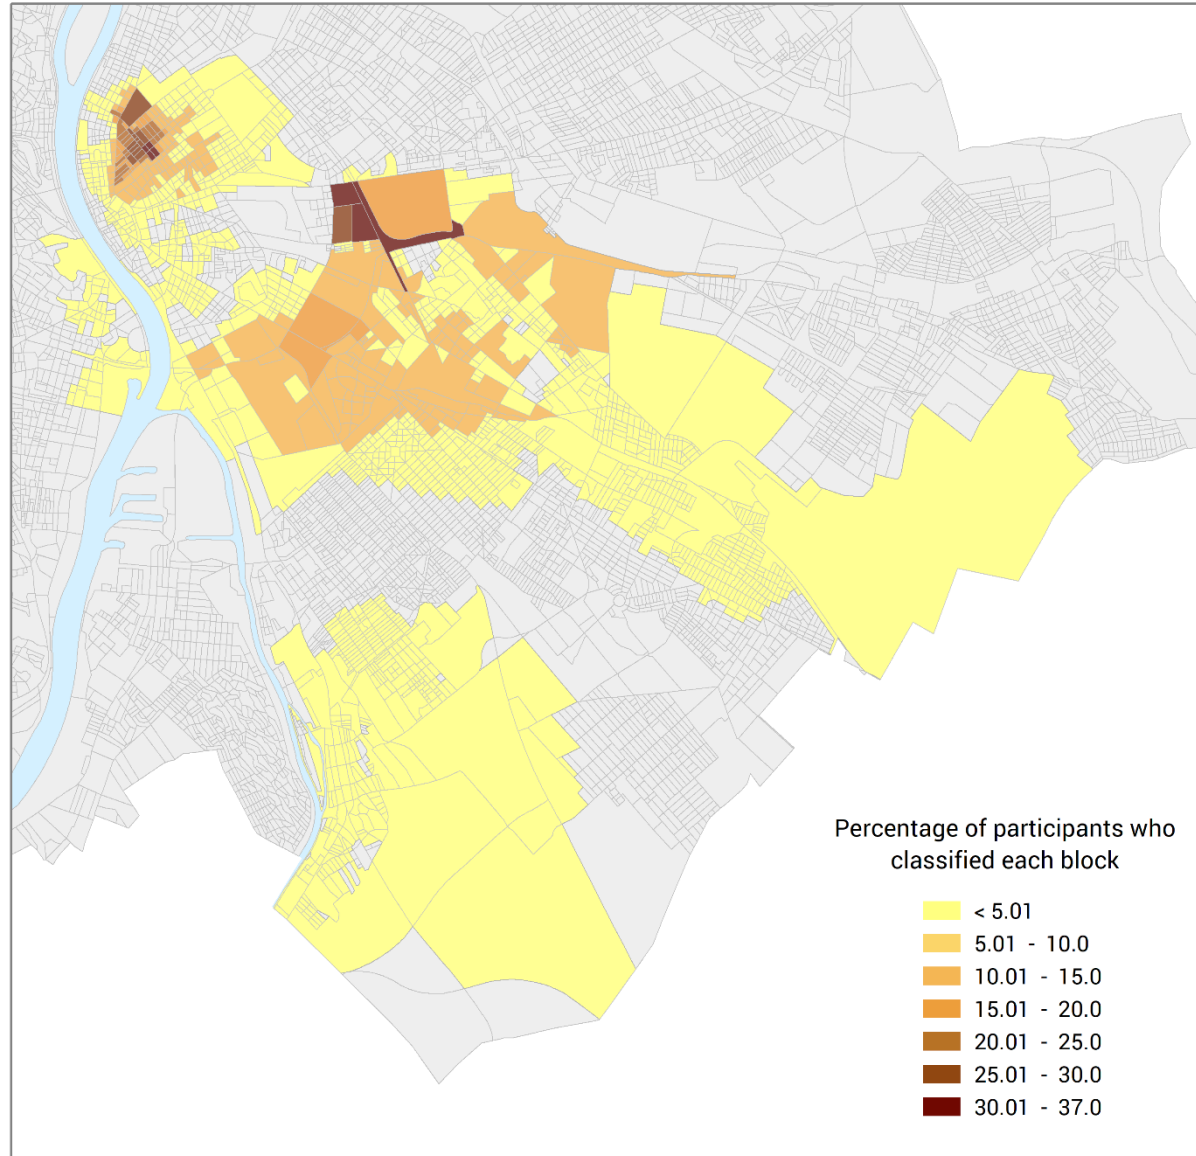 Percentage of participants who
classified each block
< 5.01
5.01 - 10.0
10.01 - 15.0
15.01 - 20.0
20.01 - 25.0
25.01 - 30.0
30.01 - 37.0